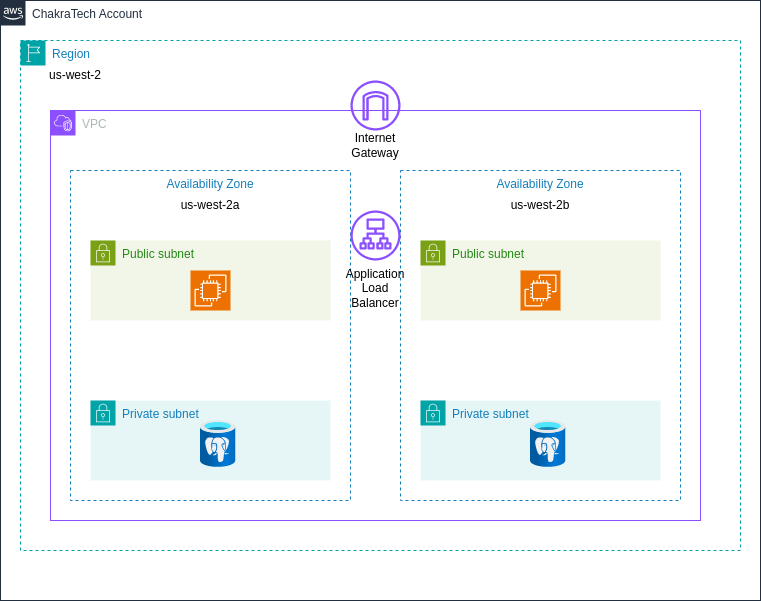 aws
ChakraTech Account
Region
us-west-2
VPC
Internet
Gateway
Availability Zone
us-west-2a
Availability Zone
us-west-2b
Public subnet
Application
Load
Balancer
Public subnet
Private subnet
Private subnet